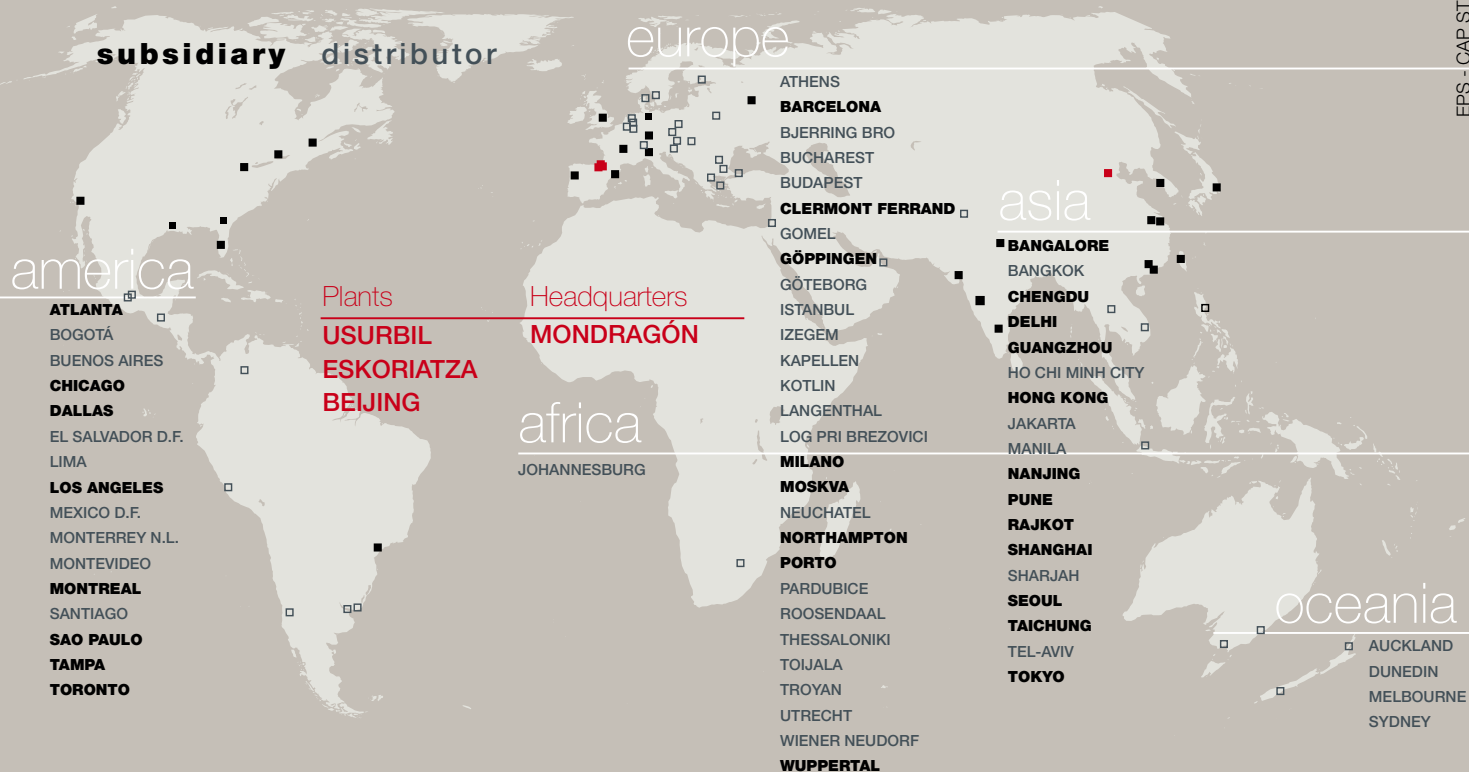 subsidiary distributor
europe
EPS - CAP ST
ATHENS
BARCELONA
BJERRING BRO
BUCHAREST
BUDAPEST
CLERMONT FERRAND
GOMEL
GÖPPINGEN
GÖTEBORG
ISTANBUL
IZEGEM
KAPELLEN
KOTLIN
LANGENTHAL
LOG PRI BREZOVICI
MILANO
MOSKVA
NEUCHATEL
NORTHAMPTON
PORTO
PARDUBICE
ROOSENDAAL
THESSALONIKI
TOIJALA
TROYAN
UTRECHT
WIENER NEUDORF
WUPPERTAL
asia
BANGALORE
BANGKOK
CHENGDU
DELHI
GUANGZHOU
HO CHI MINH CITY
HONG KONG
JAKARTA
MANILA
NANJING
PUNE
RAJKOT
SHANGHAI
SHARJAH
SEOUL
TAICHUNG
TEL-AVIV
TOKYO
america
ATLANTA
BOGOTÁ
BUENOS AIRES
CHICAGO
DALLAS
EL SALVADOR D.F.
LIMA
LOS ANGELES
MEXICO D.F.
MONTERREY N.L.
MONTEVIDEO
MONTREAL
SANTIAGO
SAO PAULO
TAMPA
TORONTO
Plants
USURBIL
ESKORIATZA
BEIJING
Headquarters
MONDRAGÓN
africa
JOHANNESBURG
oceania
AUCKLAND
DUNEDIN
MELBOURNE
SYDNEY